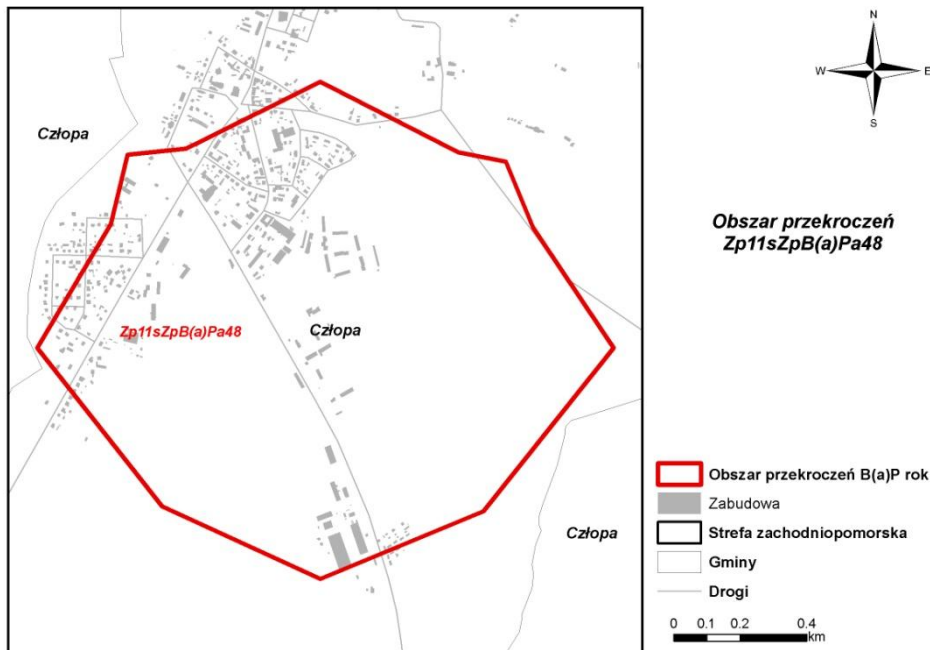 N
W
E
S
Człopa
Obszar przekroczeń
Zp11sZpB(a)Pa48
Zp11sZpB(a)Pa48
Człopa
Człopa
Obszar przekroczeń B(a)P rok
Zabudowa
Strefa zachodniopomorska
Gminy
Drogi
0 0.1 0.2 0.4
km